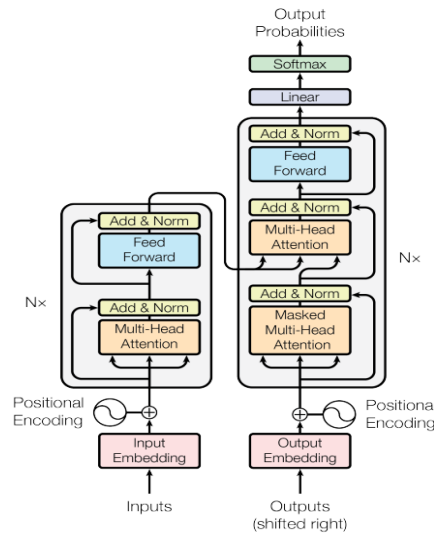 Output
Probabilities
Softmax
Linear
Add & Norm
Feed
Forward
Add & Norm
Multi-Head
Attention
Add & Norm
Masked
Multi-Head
Attention
Nx
Add & Norm
Feed
Forward
Add & Norm
Multi-Head
Attention
Nx
Positional
Encoding
Input
Embedding
Inputs
Positiona
Encoding
Output
Embedding
Outputs
(shifted right)